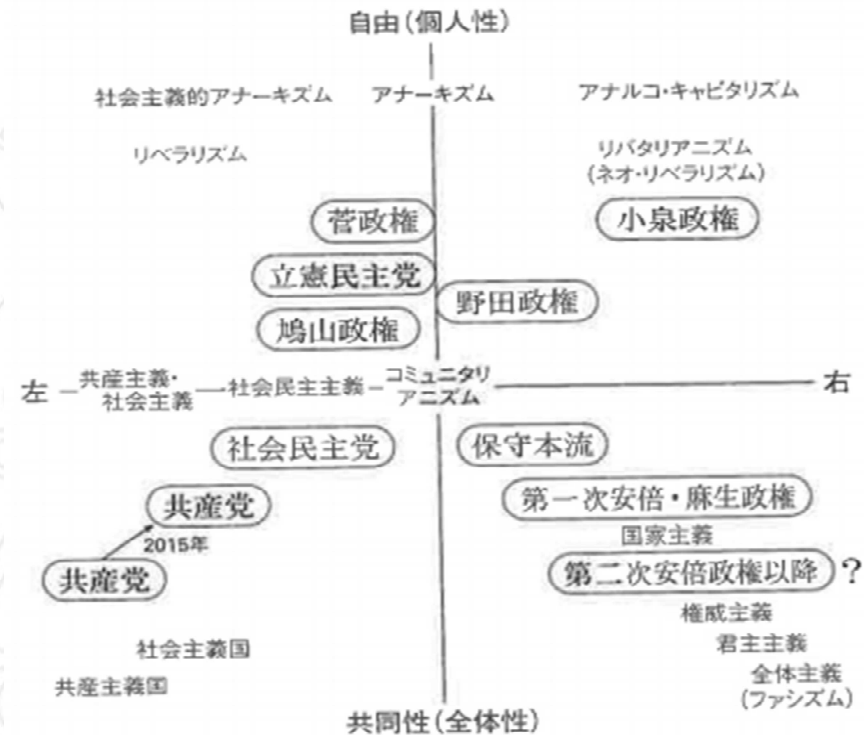 自由(個人性)
社会主義的アナーキズム
アナーキズム
アナルコ・キャピタリズム
リベラリズム
リバタリアニズム
(ネオ・リベラリズム)
菅政権
小泉政権
立憲民主党
野田政権
鳩山政権
左
共産主義・
社会主義
社会民主主義
コミュニタリ
アニズム
右
社会民主党
保守本流
共産党
第一次安倍・麻生政権
2015年
国家主義
共産党
第二次安倍政権以降?
権威主義
社会主義国
君主主義
共産主義国
全体主義
(ファシズム)
共同性(全体性)